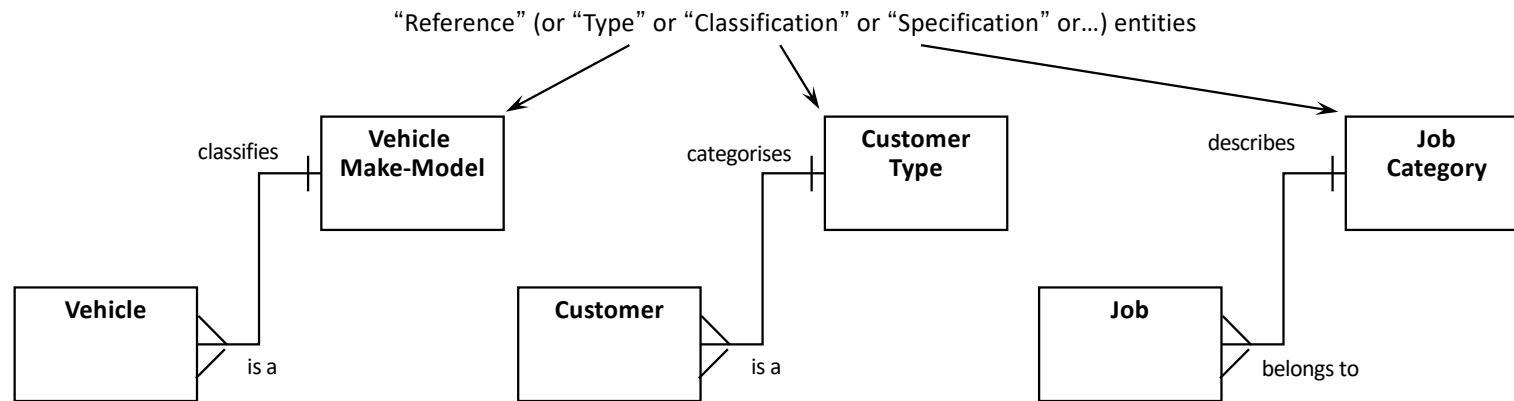 “Reference” (or “Type” or “Classification” or “Specification” or…) entities
classifies
Vehicle
Make-Model
categorises
Customer
Type
describes
Job
Category
Vehicle
is a
Customer
is a
Job
belongs to